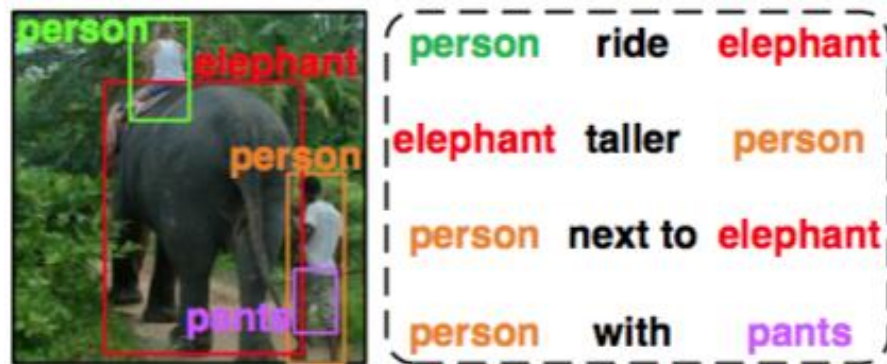 person
elephant
person
pants
person ride elephant
elephant taller person
person next to elephant
person with pants